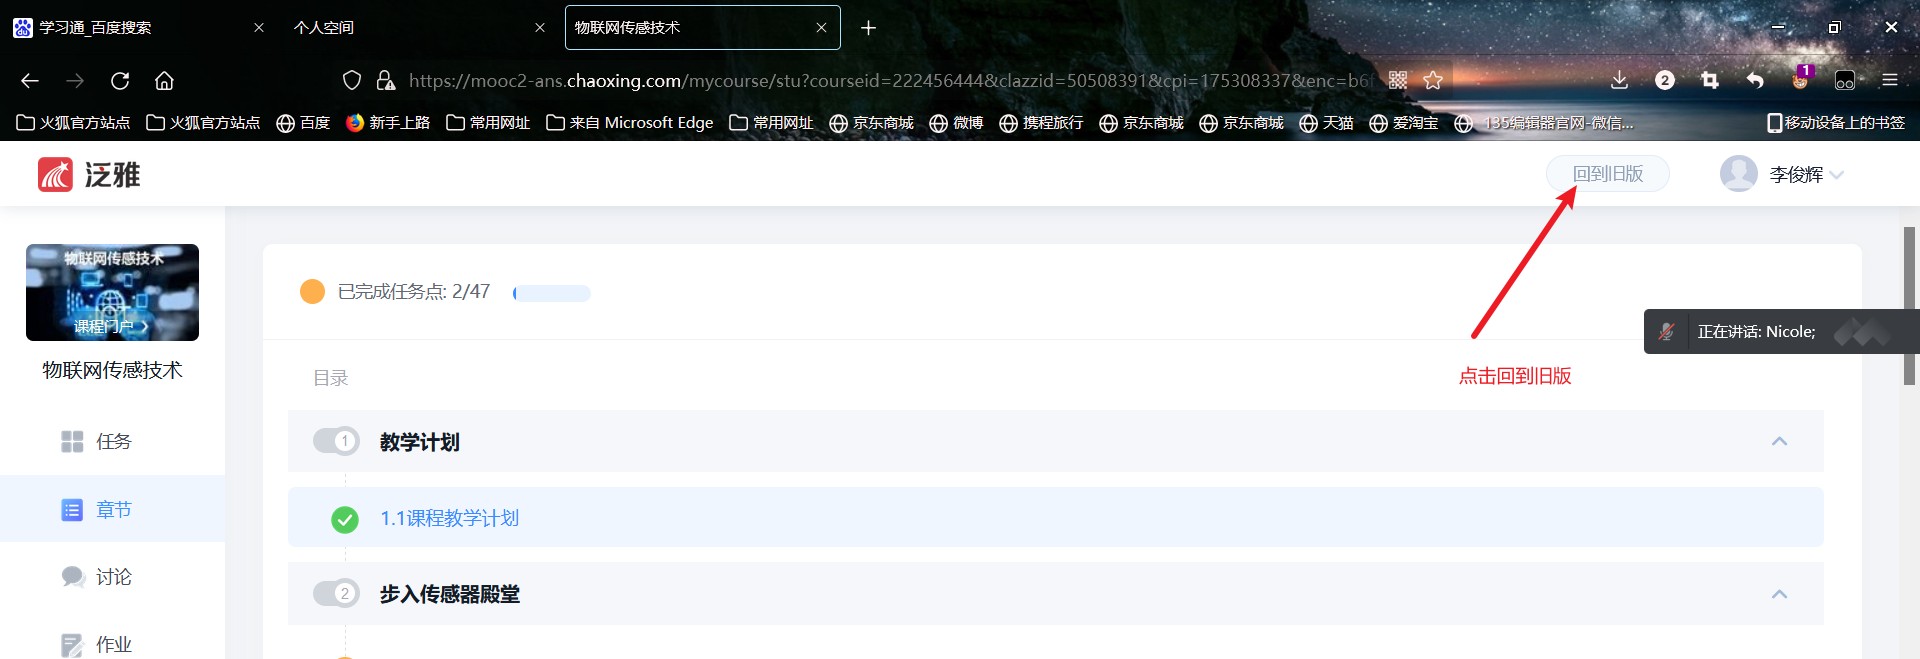 学习通_百度搜索
个人空间
物联网传感技术
https://mooc2-ans.chaoxing.com/mycourse/stu?courseid=222456444&clazzid=50508391&cpi=175308337&enc=b6f
2
1
火狐官方站点
火狐官方站点
百度
新手上路
常用网址
来自 Microsoft Edge
常用网址
京东商城
微博
携程旅行
京东商城
京东商城
天猫
爱淘宝
135编辑器官网-微信...
移动设备上的书签
泛雅
回到旧版
李俊辉
物联网传感技术
课程门户
物联网传感技术
已完成任务点: 2/47
正在讲话: Nicole;
点击回到旧版
目录
任务
章节
讨论
作业
1 教学计划
1.1课程教学计划
2 步入传感器殿堂